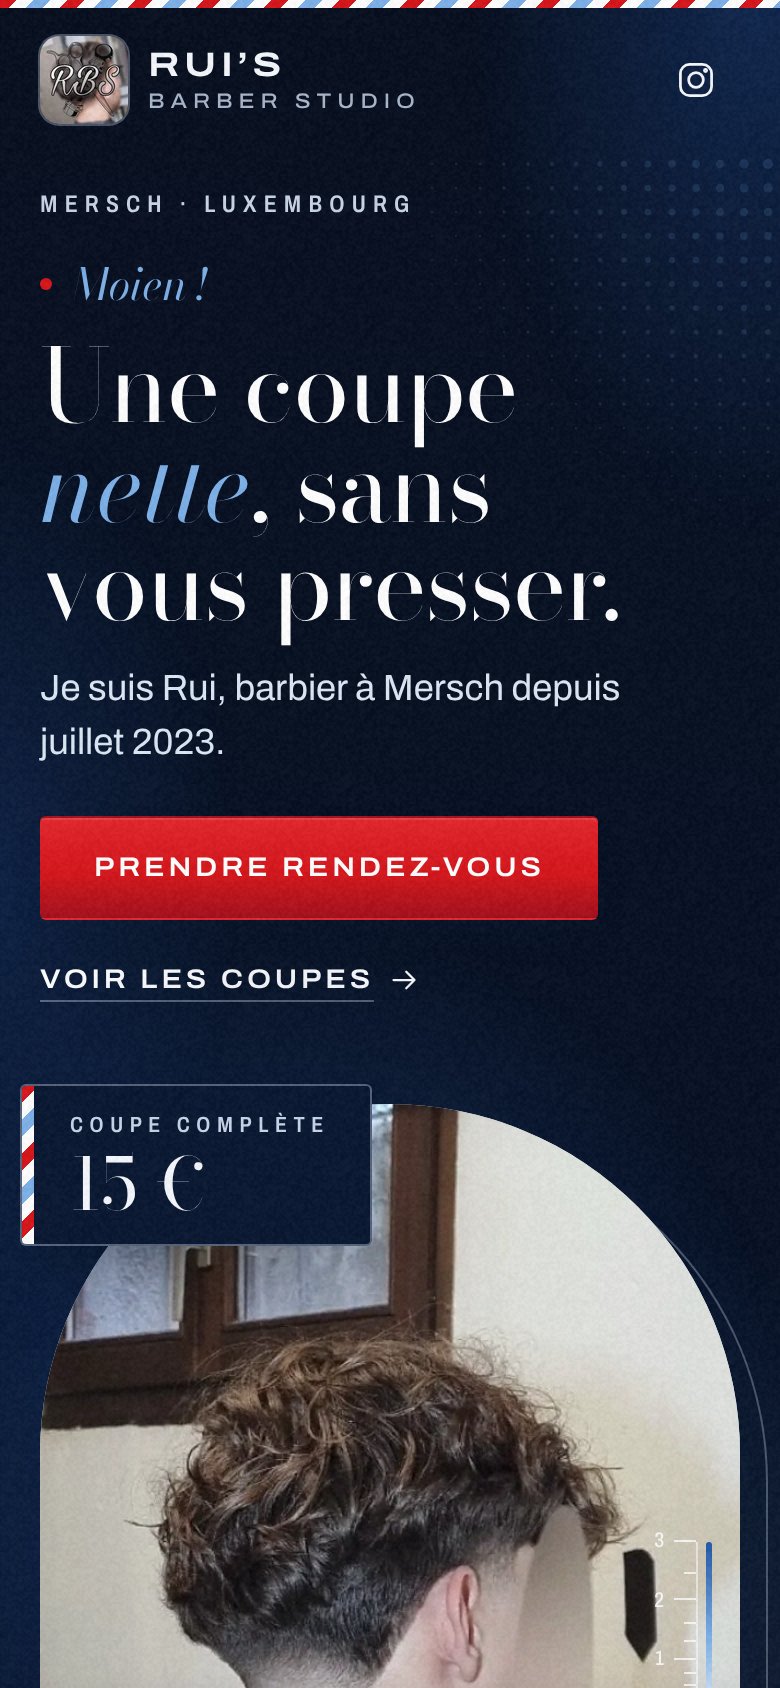 RBS
RUI’S
BARBER STUDIO
MERSCH · LUXEMBOURG
Moien !
Une coupe
nette, sans
vous presser.
Je suis Rui, barbier à Mersch depuis
juillet 2023.
PRENDRE RENDEZ-VOUS
VOIR LES COUPES →
COUPE COMPLÈTE
15 €
3
2
1